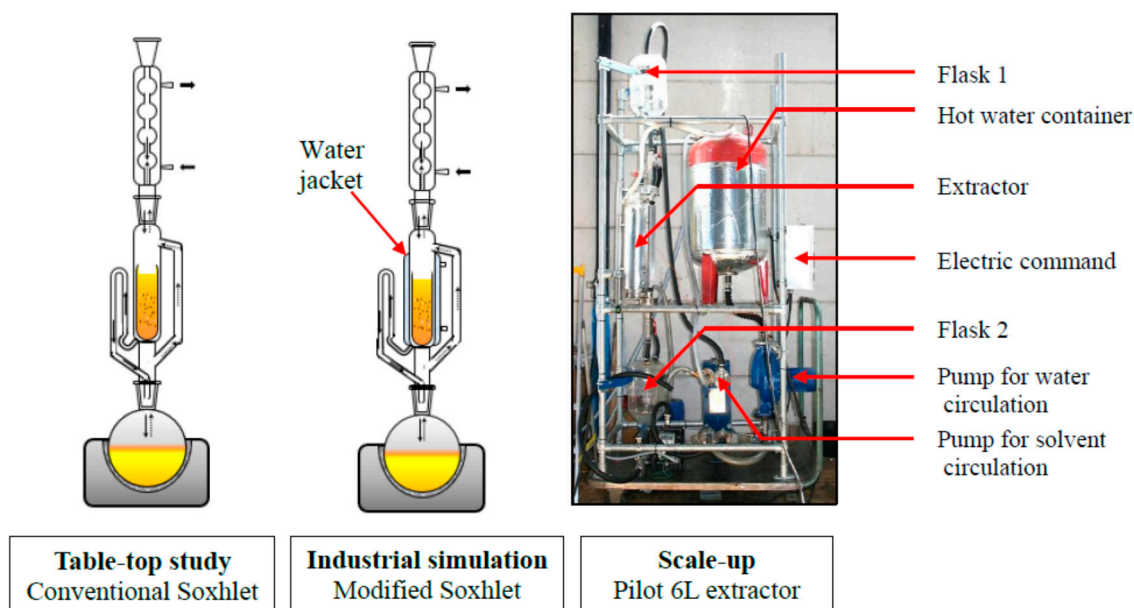 Water
jacket
Flask 1
Hot water container
Extractor
Electric command
Flask 2
Pump for water
circulation
Pump for solvent
circulation
Table-top study
Conventional Soxhlet
Industrial simulation
Modified Soxhlet
Scale-up
Pilot 6L extractor